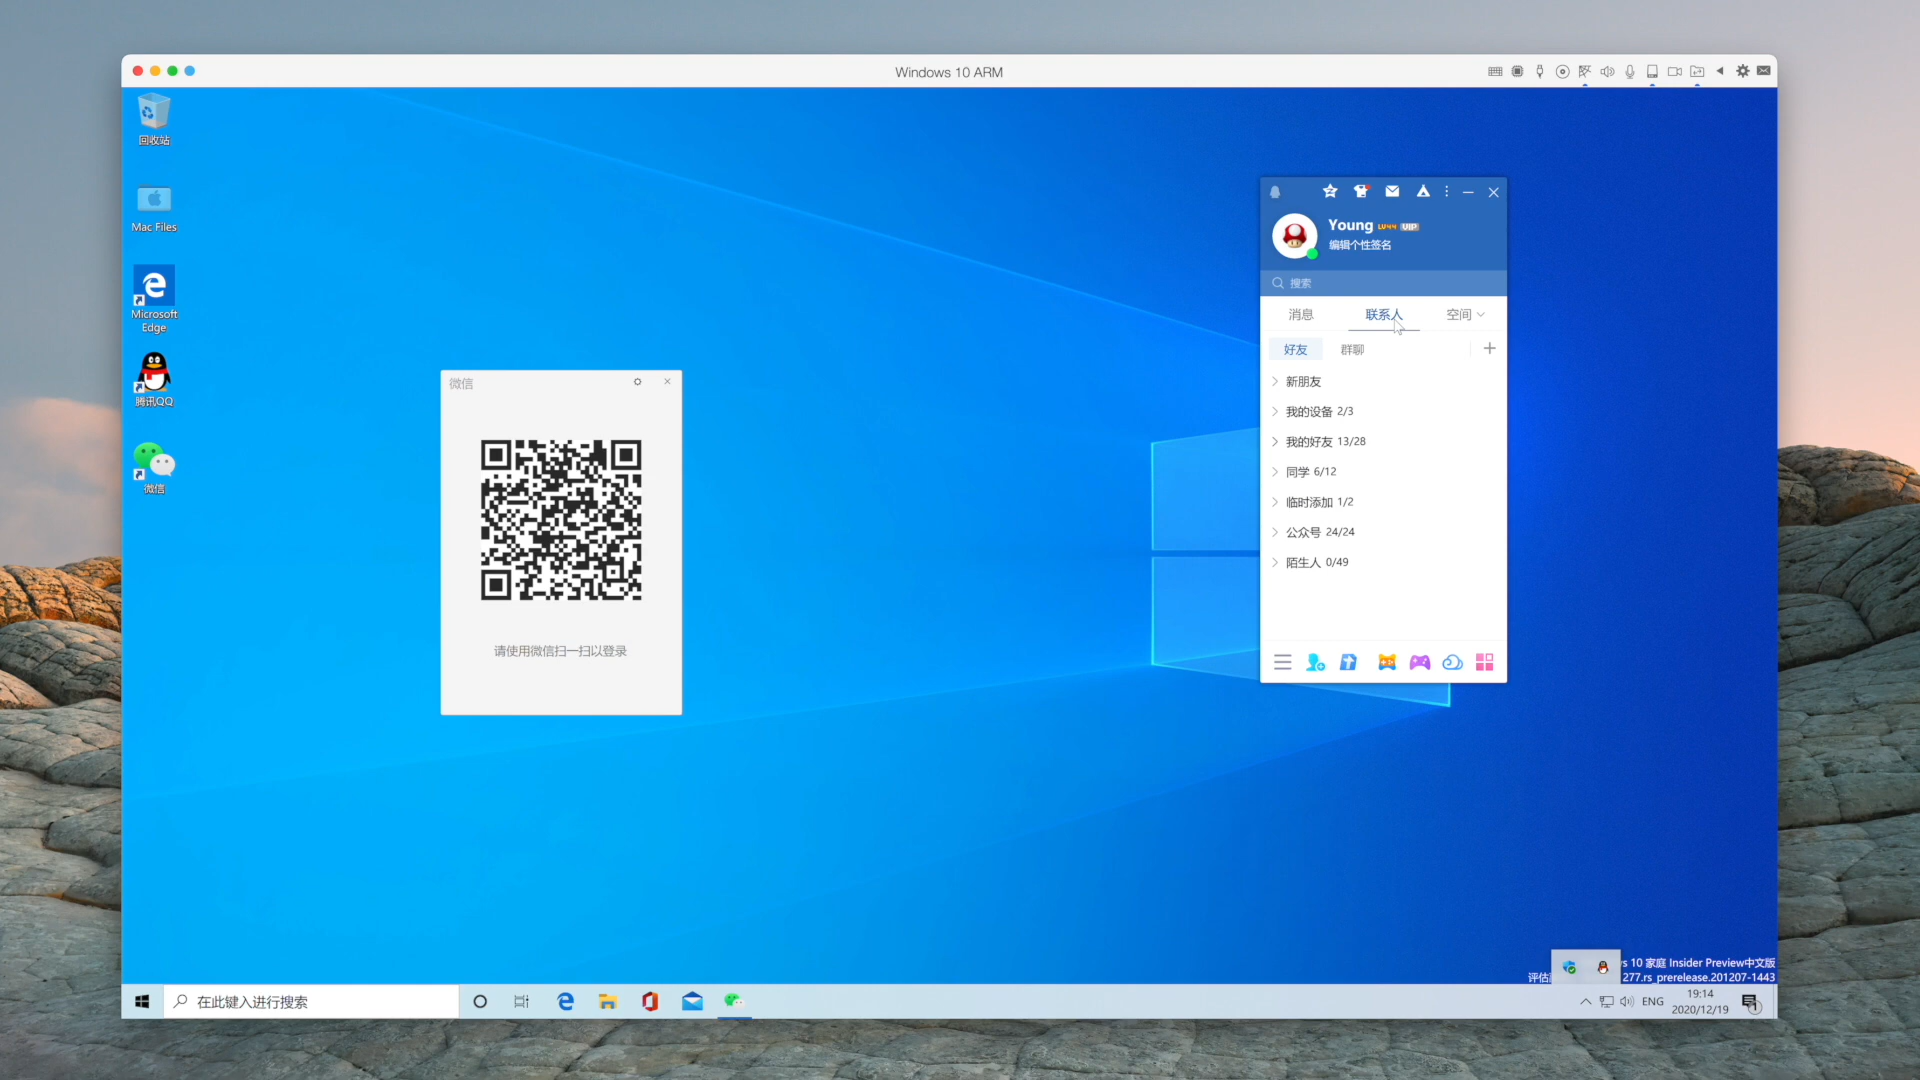 Windows 10 ARM
回收站
Mac Files
Microsoft
Edge
腾讯QQ
微信
微信
请使用微信扫一扫以登录
Young LV44 VIP
编辑个性签名
搜索
消息 联系人 空间
好友 群聊
新朋友
我的设备 2/3
我的好友 13/28
同学 6/12
临时添加 1/2
公众号 24/24
陌生人 0/49
s 10 家庭 Insider Preview中文版
评估 277.rs_prerelease.201207-1443
在此键入进行搜索
ENG
19:14
2020/12/19
1